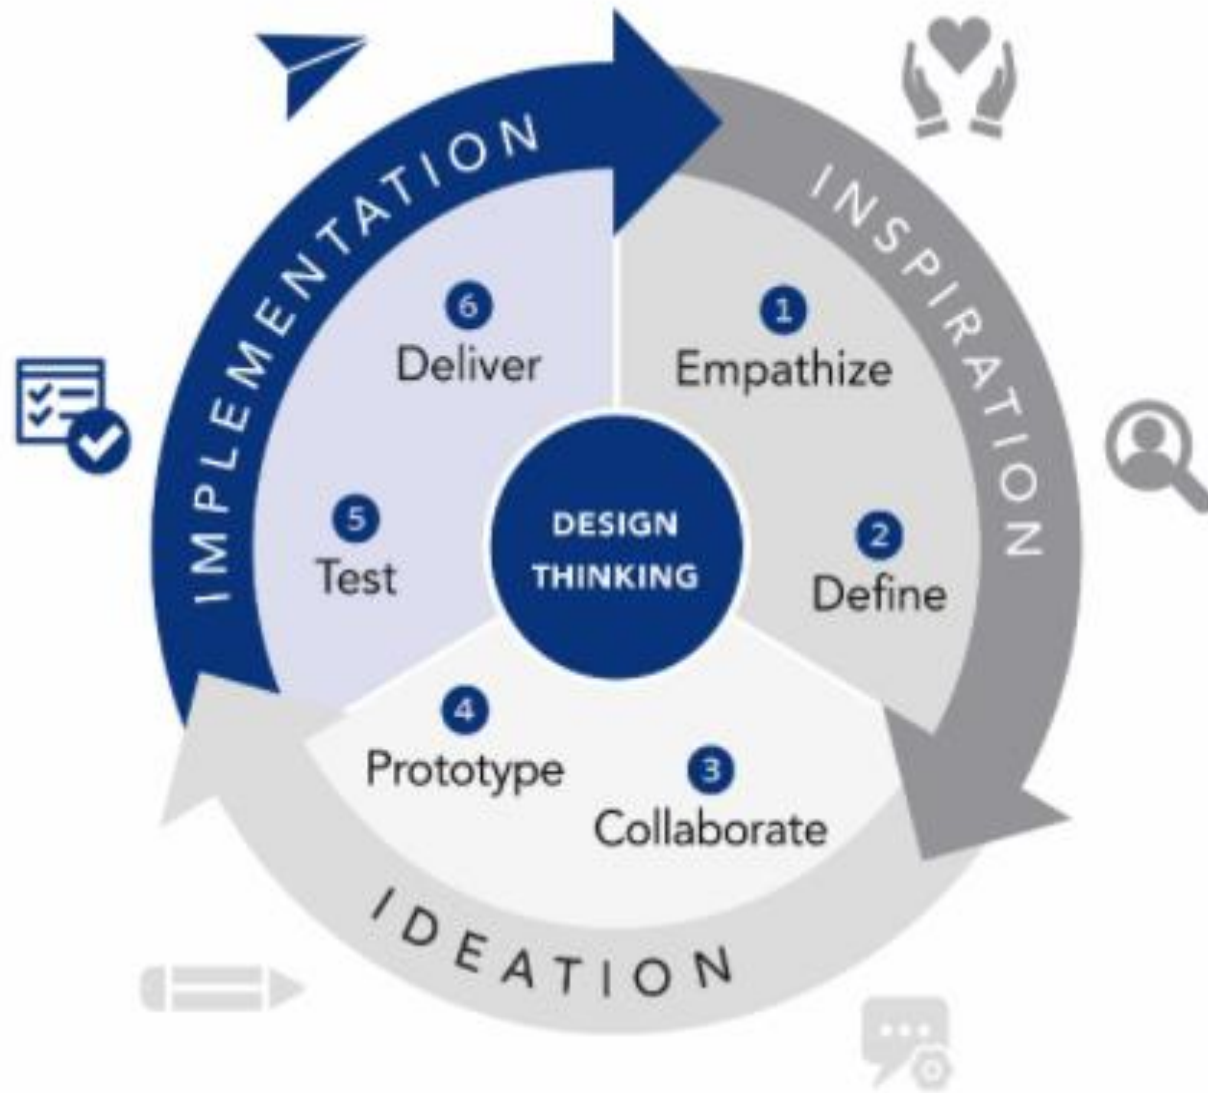 DESIGN
THINKING
INSPIRATION
1
Empathize
2
Define
IDEATION
3
Collaborate
4
Prototype
IMPLEMENTATION
5
Test
6
Deliver